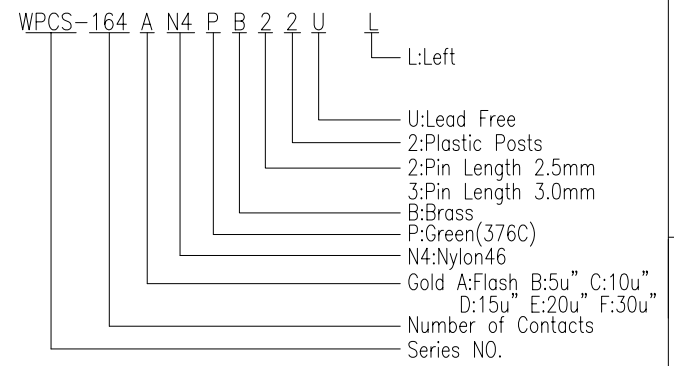 WPCS-164 A N4 P B 2 2 U L
L:Left
U:Lead Free
2:Plastic Posts
2:Pin Length 2.5mm
3:Pin Length 3.0mm
B:Brass
P:Green(376C)
N4:Nylon46
Gold A:Flash B:5u" C:10u"
D:15u" E:20u" F:30u"
Number of Contacts
Series NO.